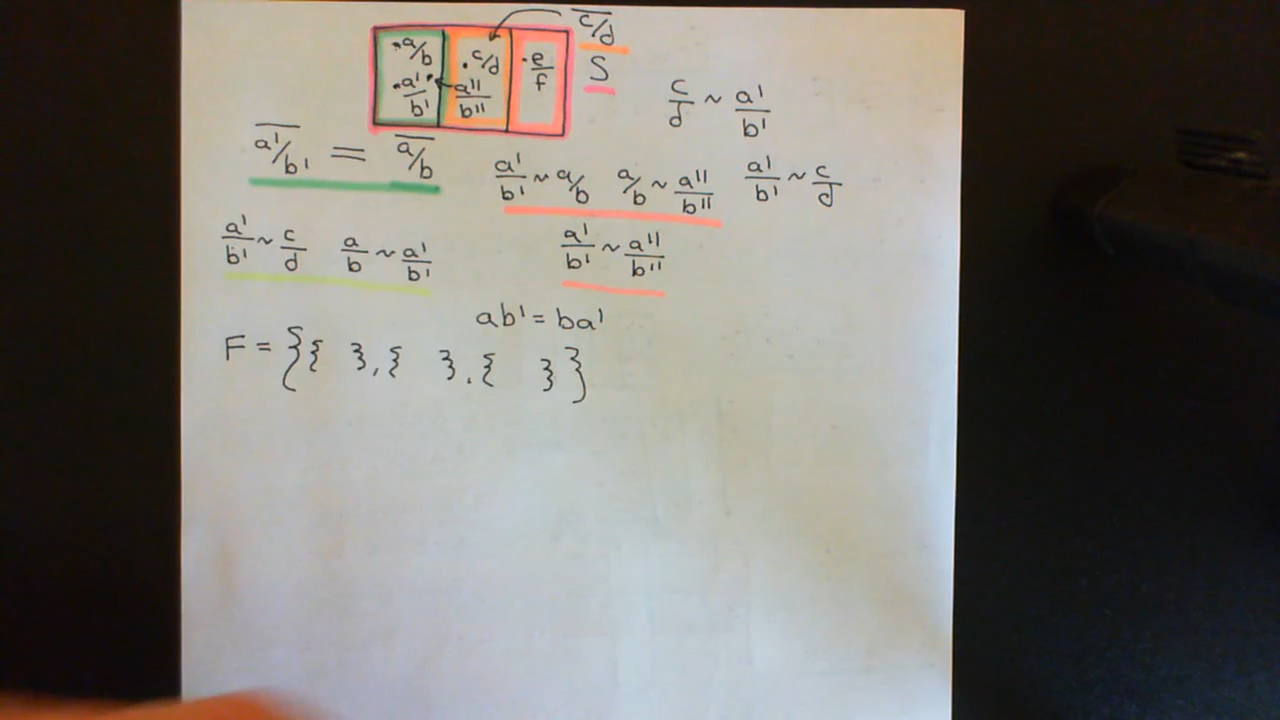 c/d
a/b c/d e/f S
a'/b' a''/b''
c/d ~ a'/b'
a'/b' = a/b
a'/b' ~ a/b a/b ~ a''/b'' a'/b' ~ c/d
a'/b' ~ c/d a/b ~ a'/b' a'/b' ~ a''/b''
ab' = ba'
F = {{ }, { }, { }}